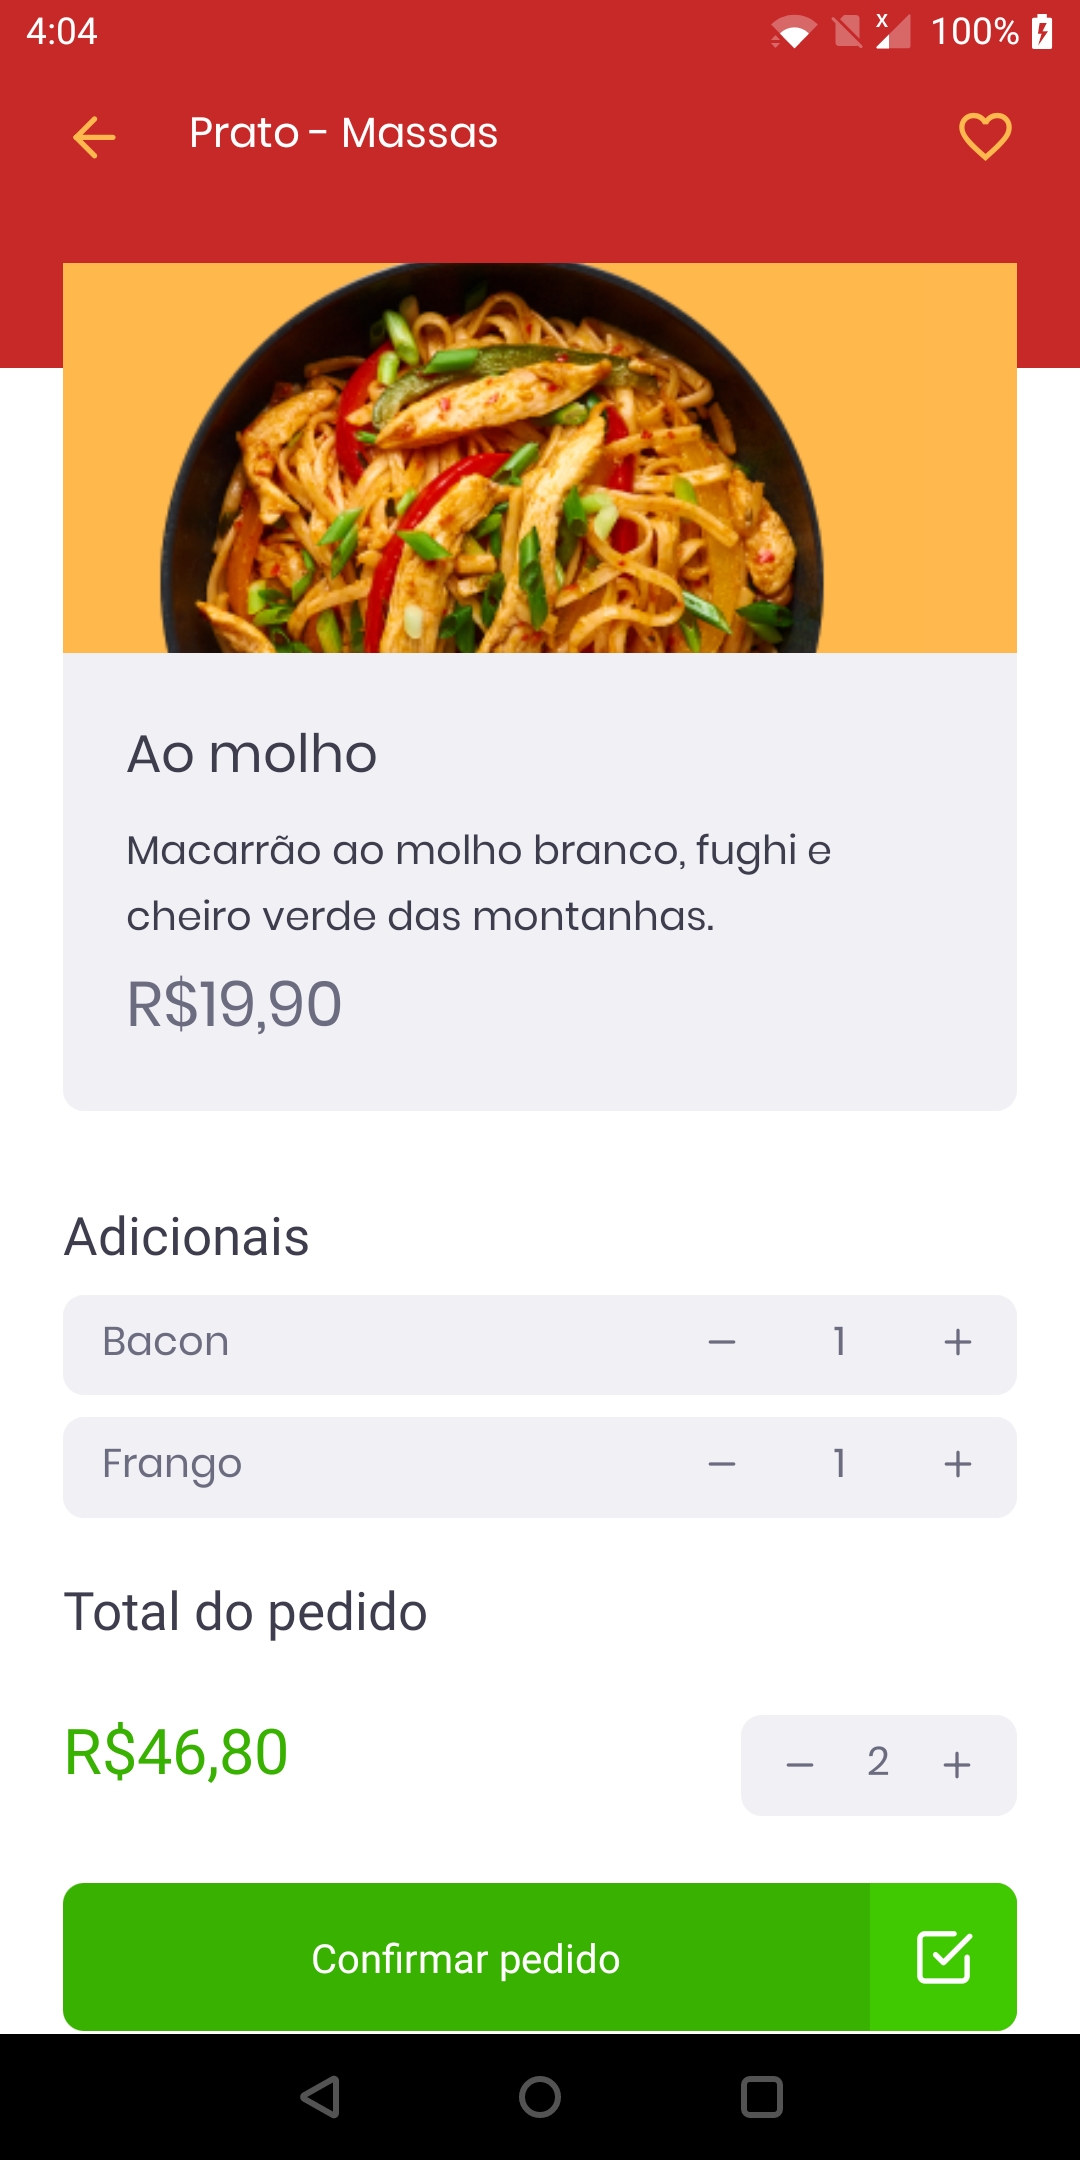 4:04
x
100%
Prato - Massas
Ao molho
Macarrão ao molho branco, fughi e
cheiro verde das montanhas.
R$19,90
Adicionais
Bacon
− 1 +
Frango
− 1 +
Total do pedido
R$46,80
− 2 +
Confirmar pedido